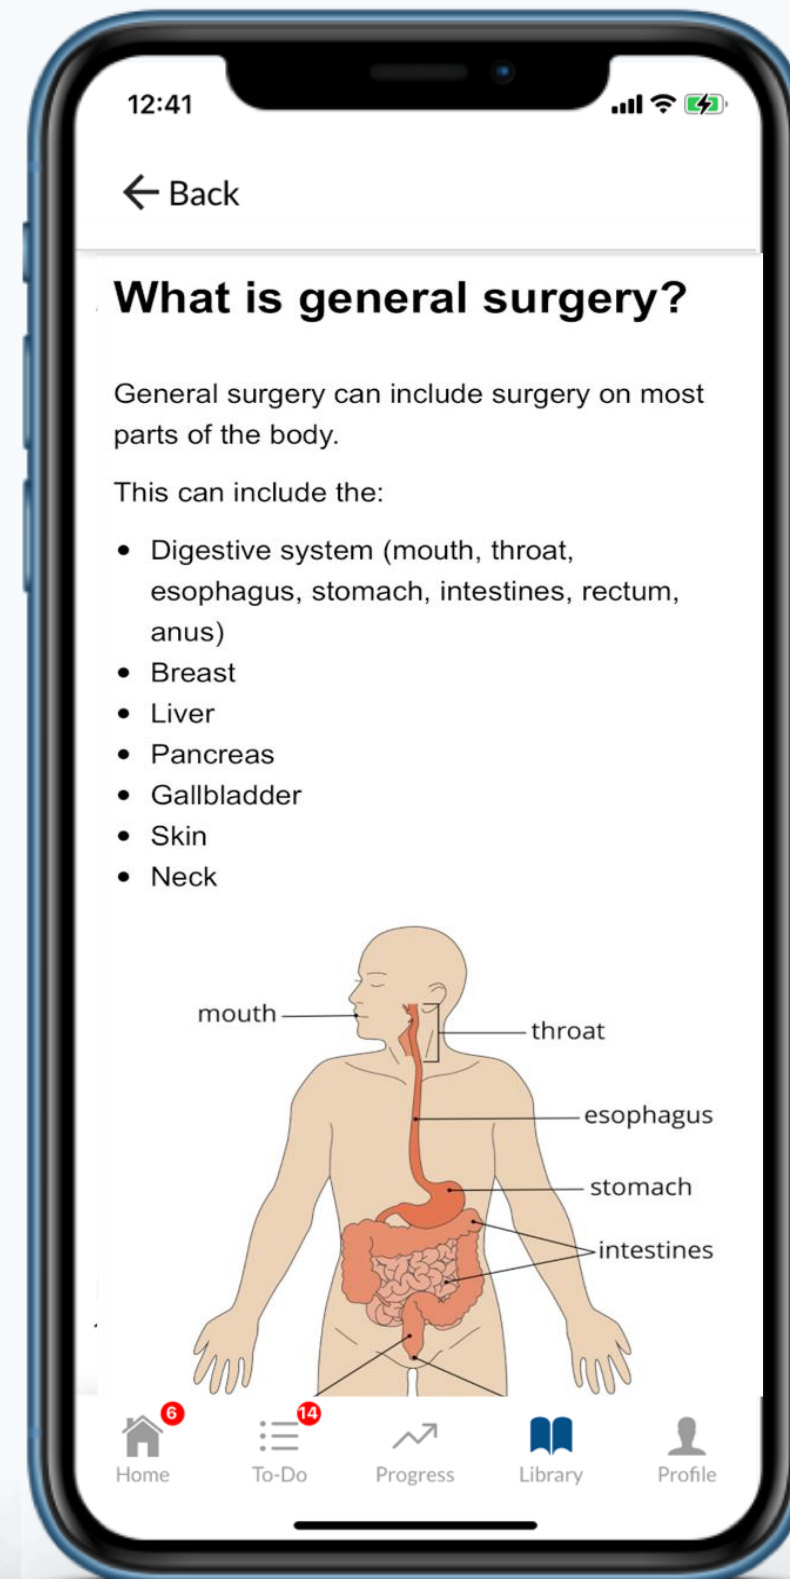 12:41
← Back
What is general surgery?
General surgery can include surgery on most
parts of the body.
This can include the:
• Digestive system (mouth, throat,
esophagus, stomach, intestines, rectum,
anus)
• Breast
• Liver
• Pancreas
• Gallbladder
• Skin
• Neck
mouth
throat
esophagus
stomach
intestines
6
14
Home
To-Do
Progress
Library
Profile